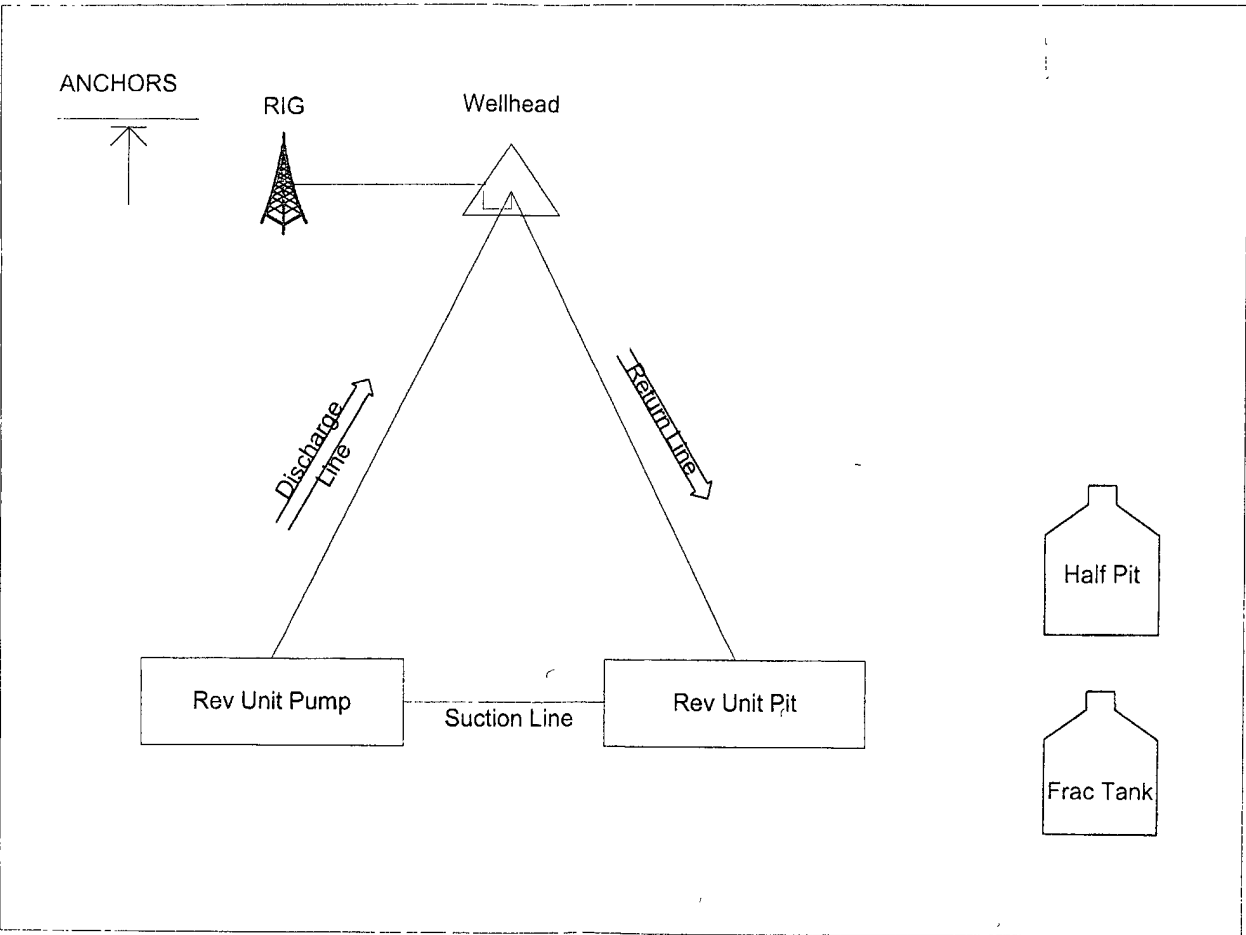 ANCHORS
RIG
Wellhead
Discharge
Line
Return Line
Half Pit
Rev Unit Pump
Suction Line
Rev Unit Pit
Frac Tank